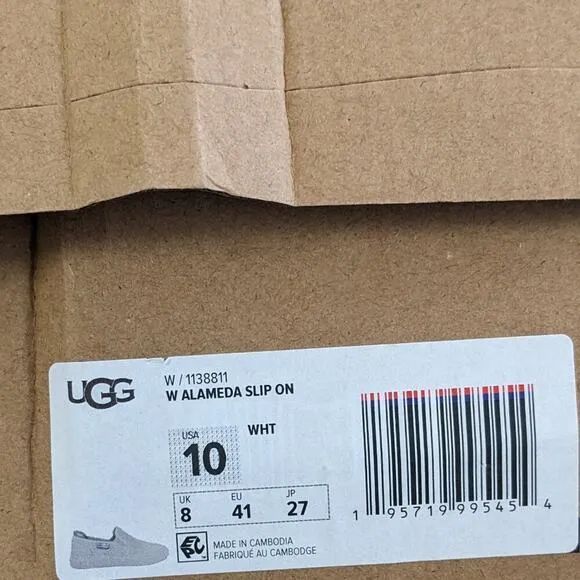 UGG
W / 1138811
W ALAMEDA SLIP ON
WHT
USA
10
UK EU JP
8 41 27
MADE IN CAMBODIA
FABRIQUÉ AU CAMBODGE
1 95719 99545 4